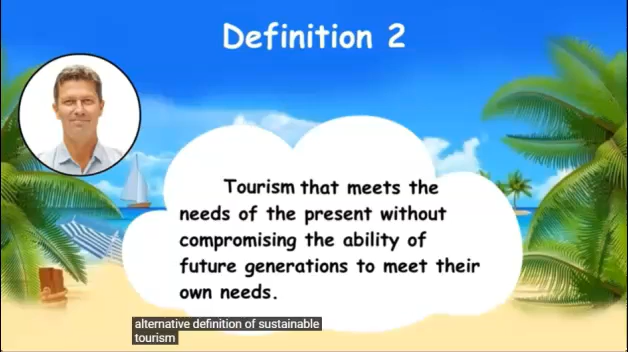 Definition 2
Tourism that meets the
needs of the present without
compromising the ability of
future generations to meet their
own needs.
alternative definition of sustainable
tourism